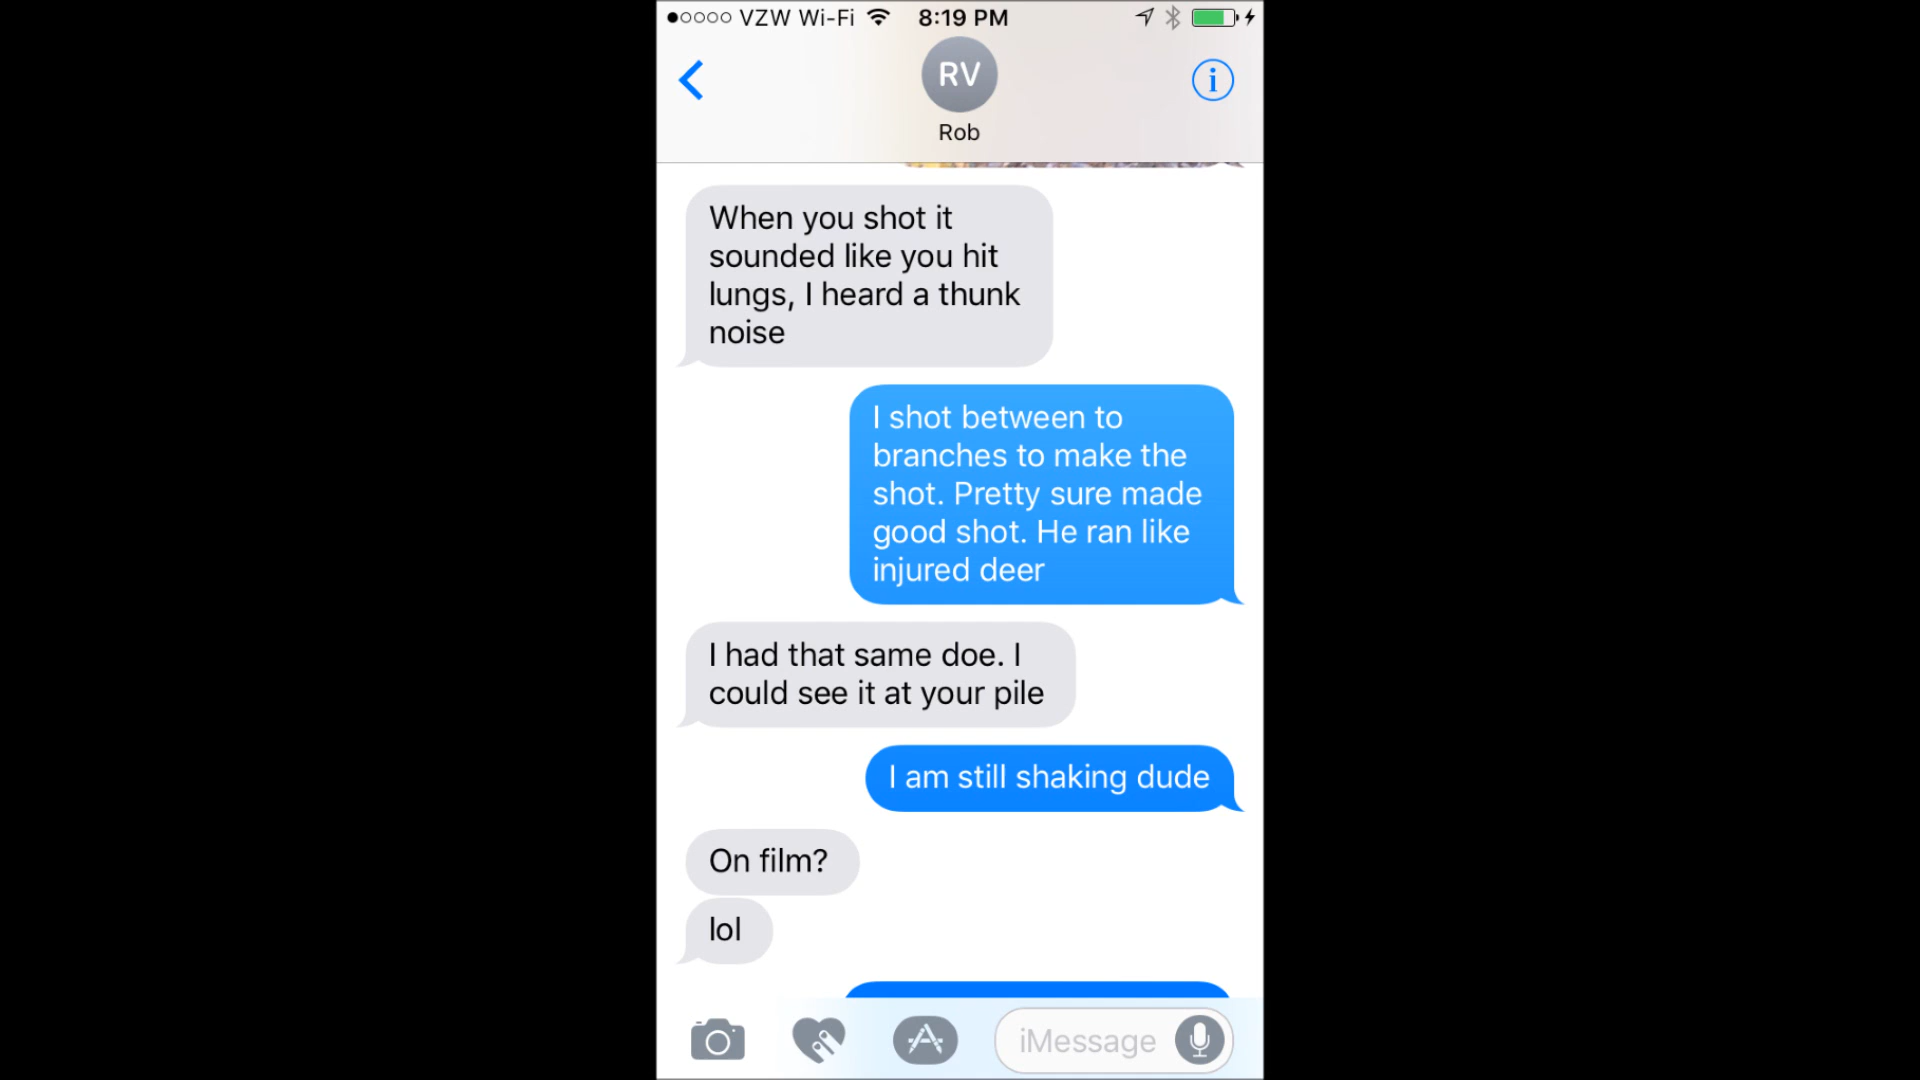 VZW Wi-Fi 8:19 PM
RV
Rob
When you shot it
sounded like you hit
lungs, I heard a thunk
noise
I shot between to
branches to make the
shot. Pretty sure made
good shot. He ran like
injured deer
I had that same doe. I
could see it at your pile
I am still shaking dude
On film?
lol
iMessage